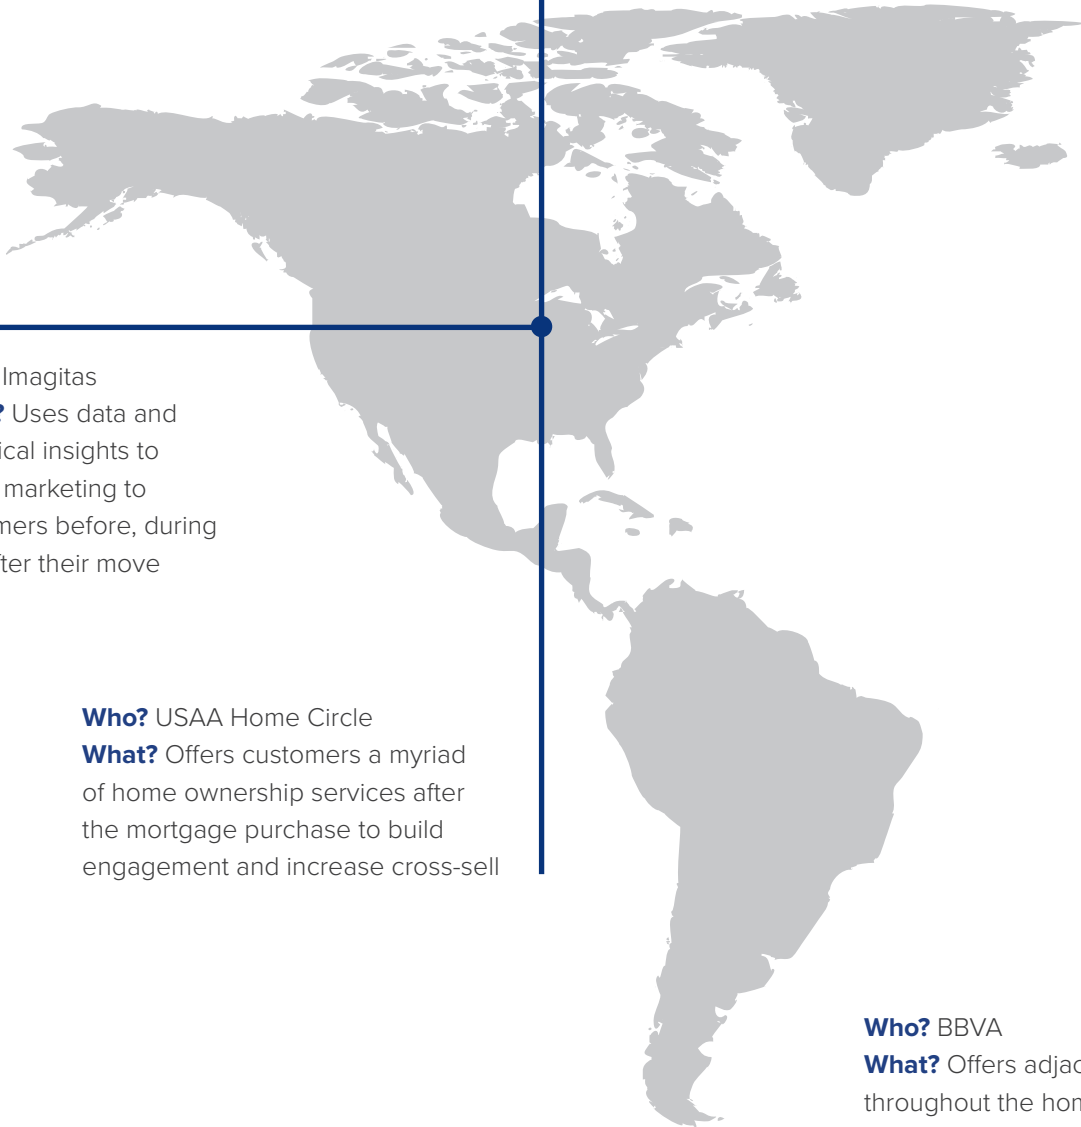 Imagitas
? Uses data and
ical insights to
marketing to
mers before, during
ter their move
Who? USAA Home Circle
What? Offers customers a myriad
of home ownership services after
the mortgage purchase to build
engagement and increase cross-sell
Who? BBVA
What? Offers adjac
throughout the hom